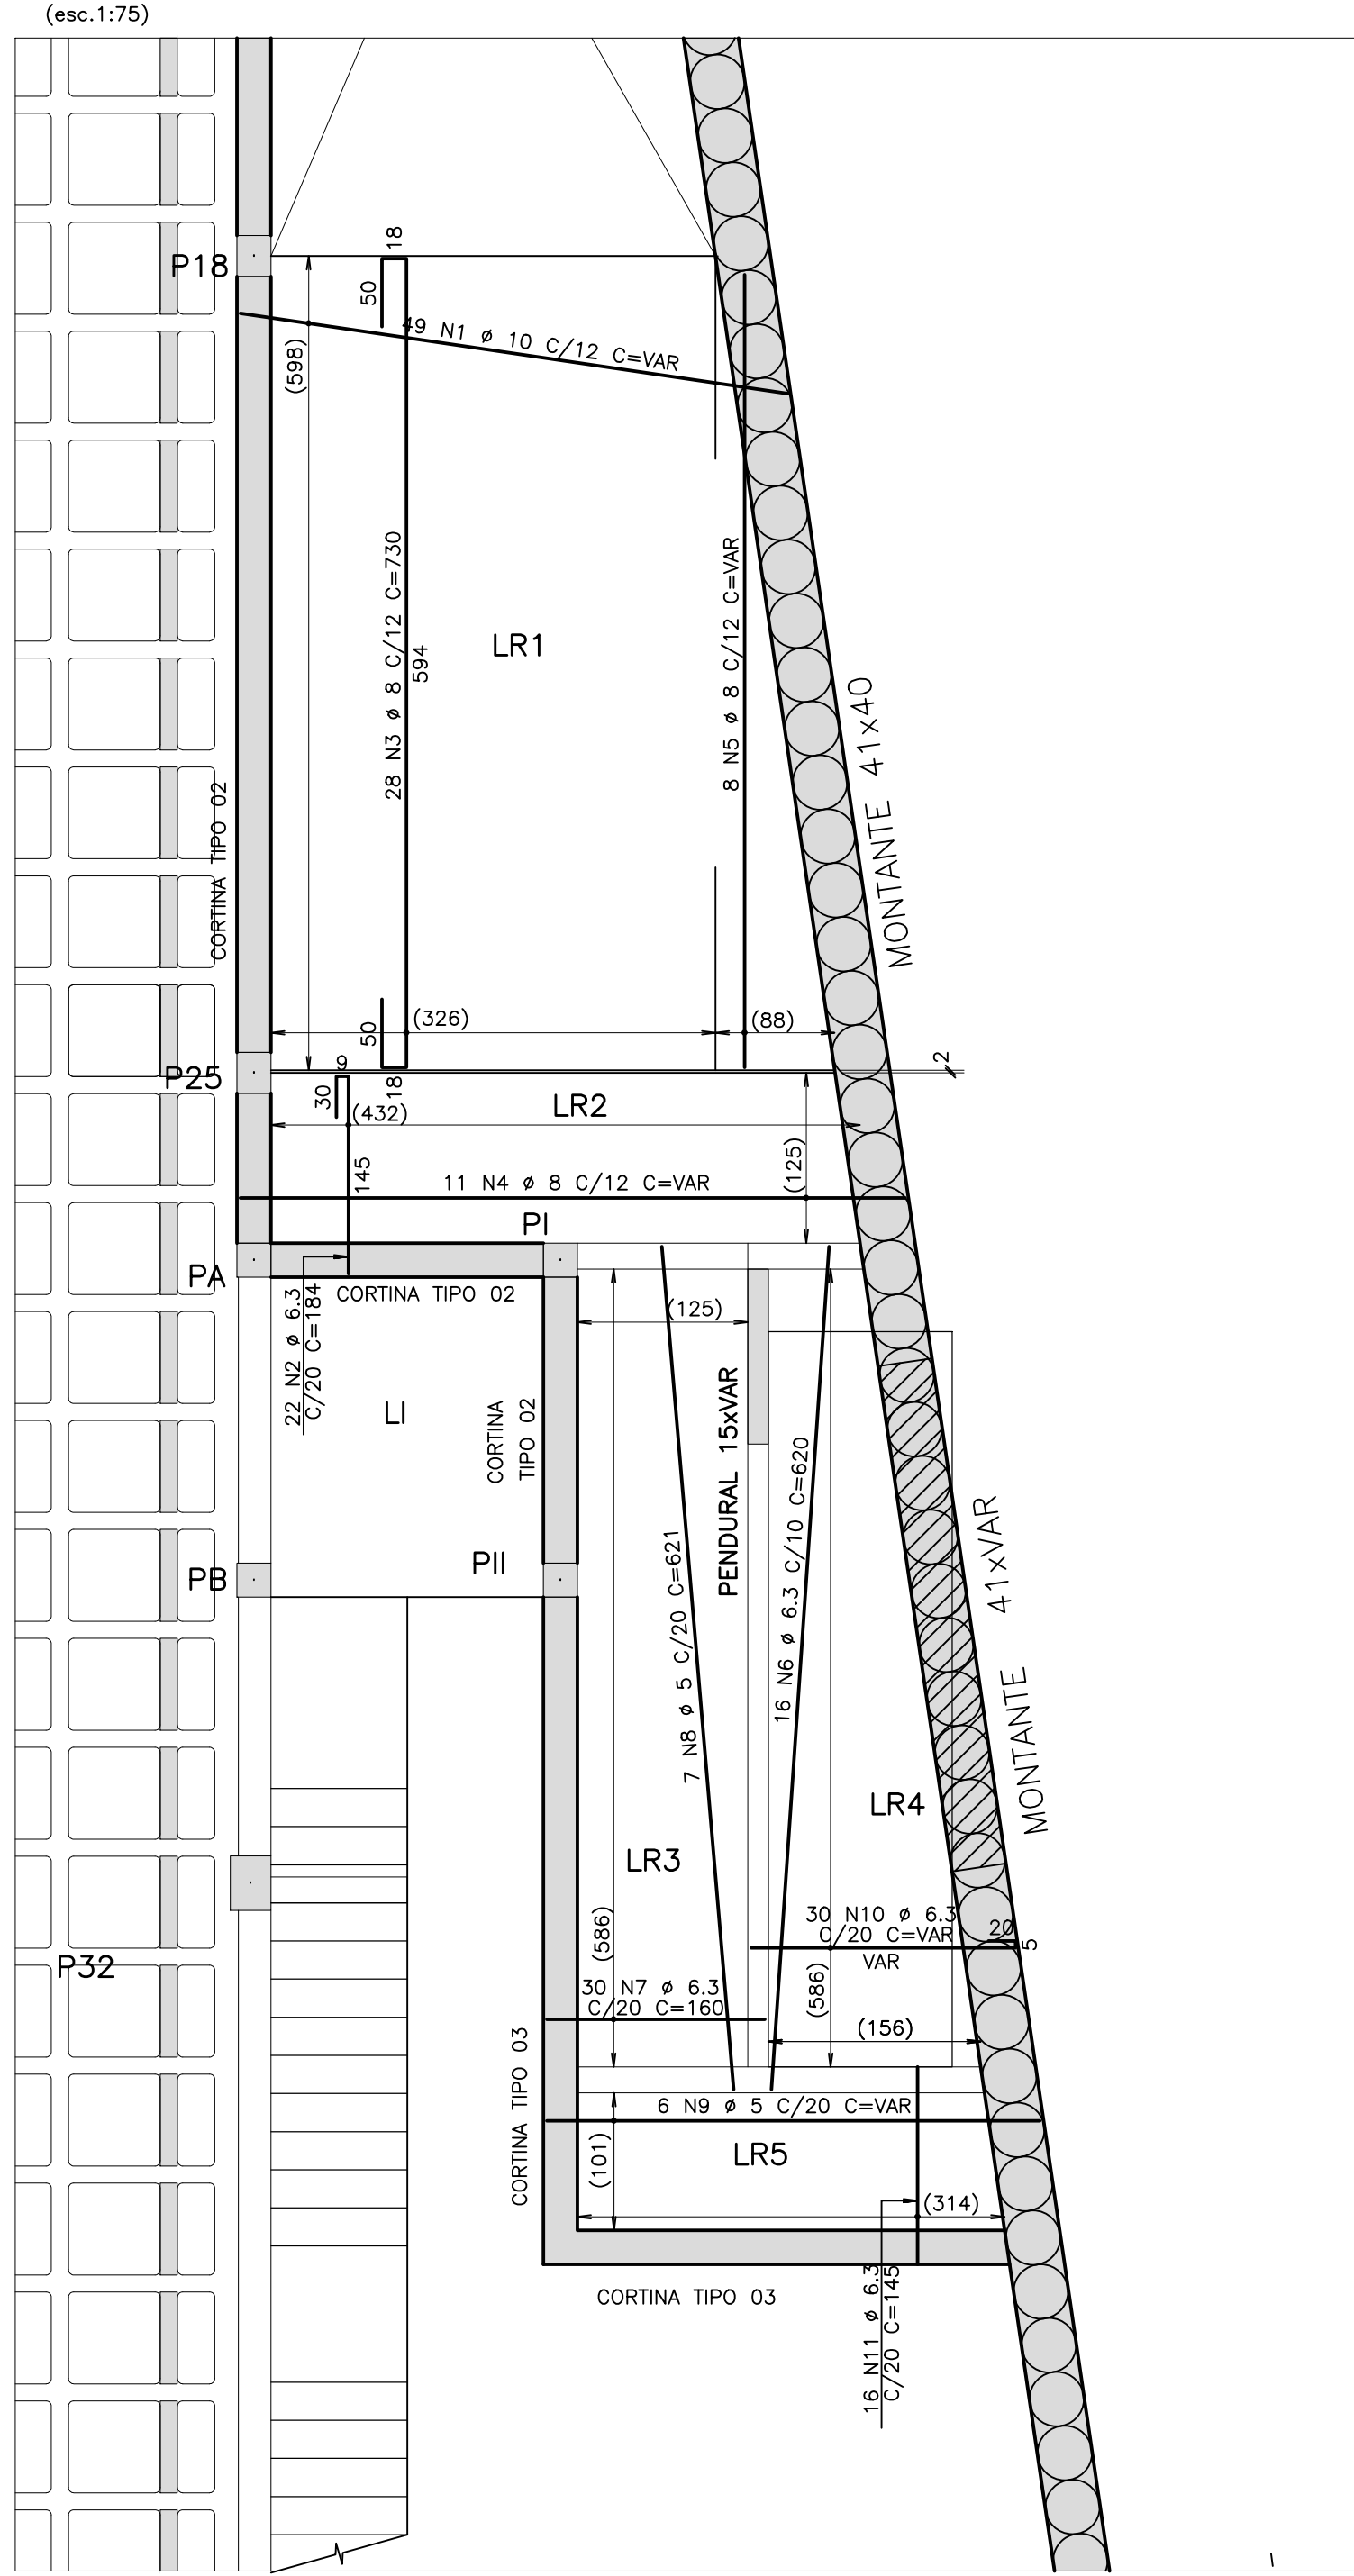 (esc.1:75)
P18
18
50
49 N1 ø 10 C/12 C=VAR
(598)
28 N3 ø 8 C/12 C=730
594
LR1
8 N5 ø 8 C/12 C=VAR
MONTANTE 41x40
CORTINA TIPO 02
50
(326)
(88)
18
2
P25
9
30
(432)
LR2
145
(125)
11 N4 ø 8 C/12 C=VAR
PI
PA
CORTINA TIPO 02
22 N2 ø 6.3
C/20 C=184
(125)
LI
CORTINA
TIPO 02
PENDURAL 15xVAR
16 N6 ø 6.3 C/10 C=620
7 N8 ø 5 C/20 C=621
MONTANTE 41xVAR
PB
PII
LR4
LR3
(586)
30 N10 ø 6.3
C/20 C=VAR
VAR
20
5
P32
30 N7 ø 6.3
C/20 C=160
(586)
(156)
CORTINA TIPO 03
6 N9 ø 5 C/20 C=VAR
(101)
LR5
(314)
16 N11 ø 6.3
C/20 C=145
CORTINA TIPO 03